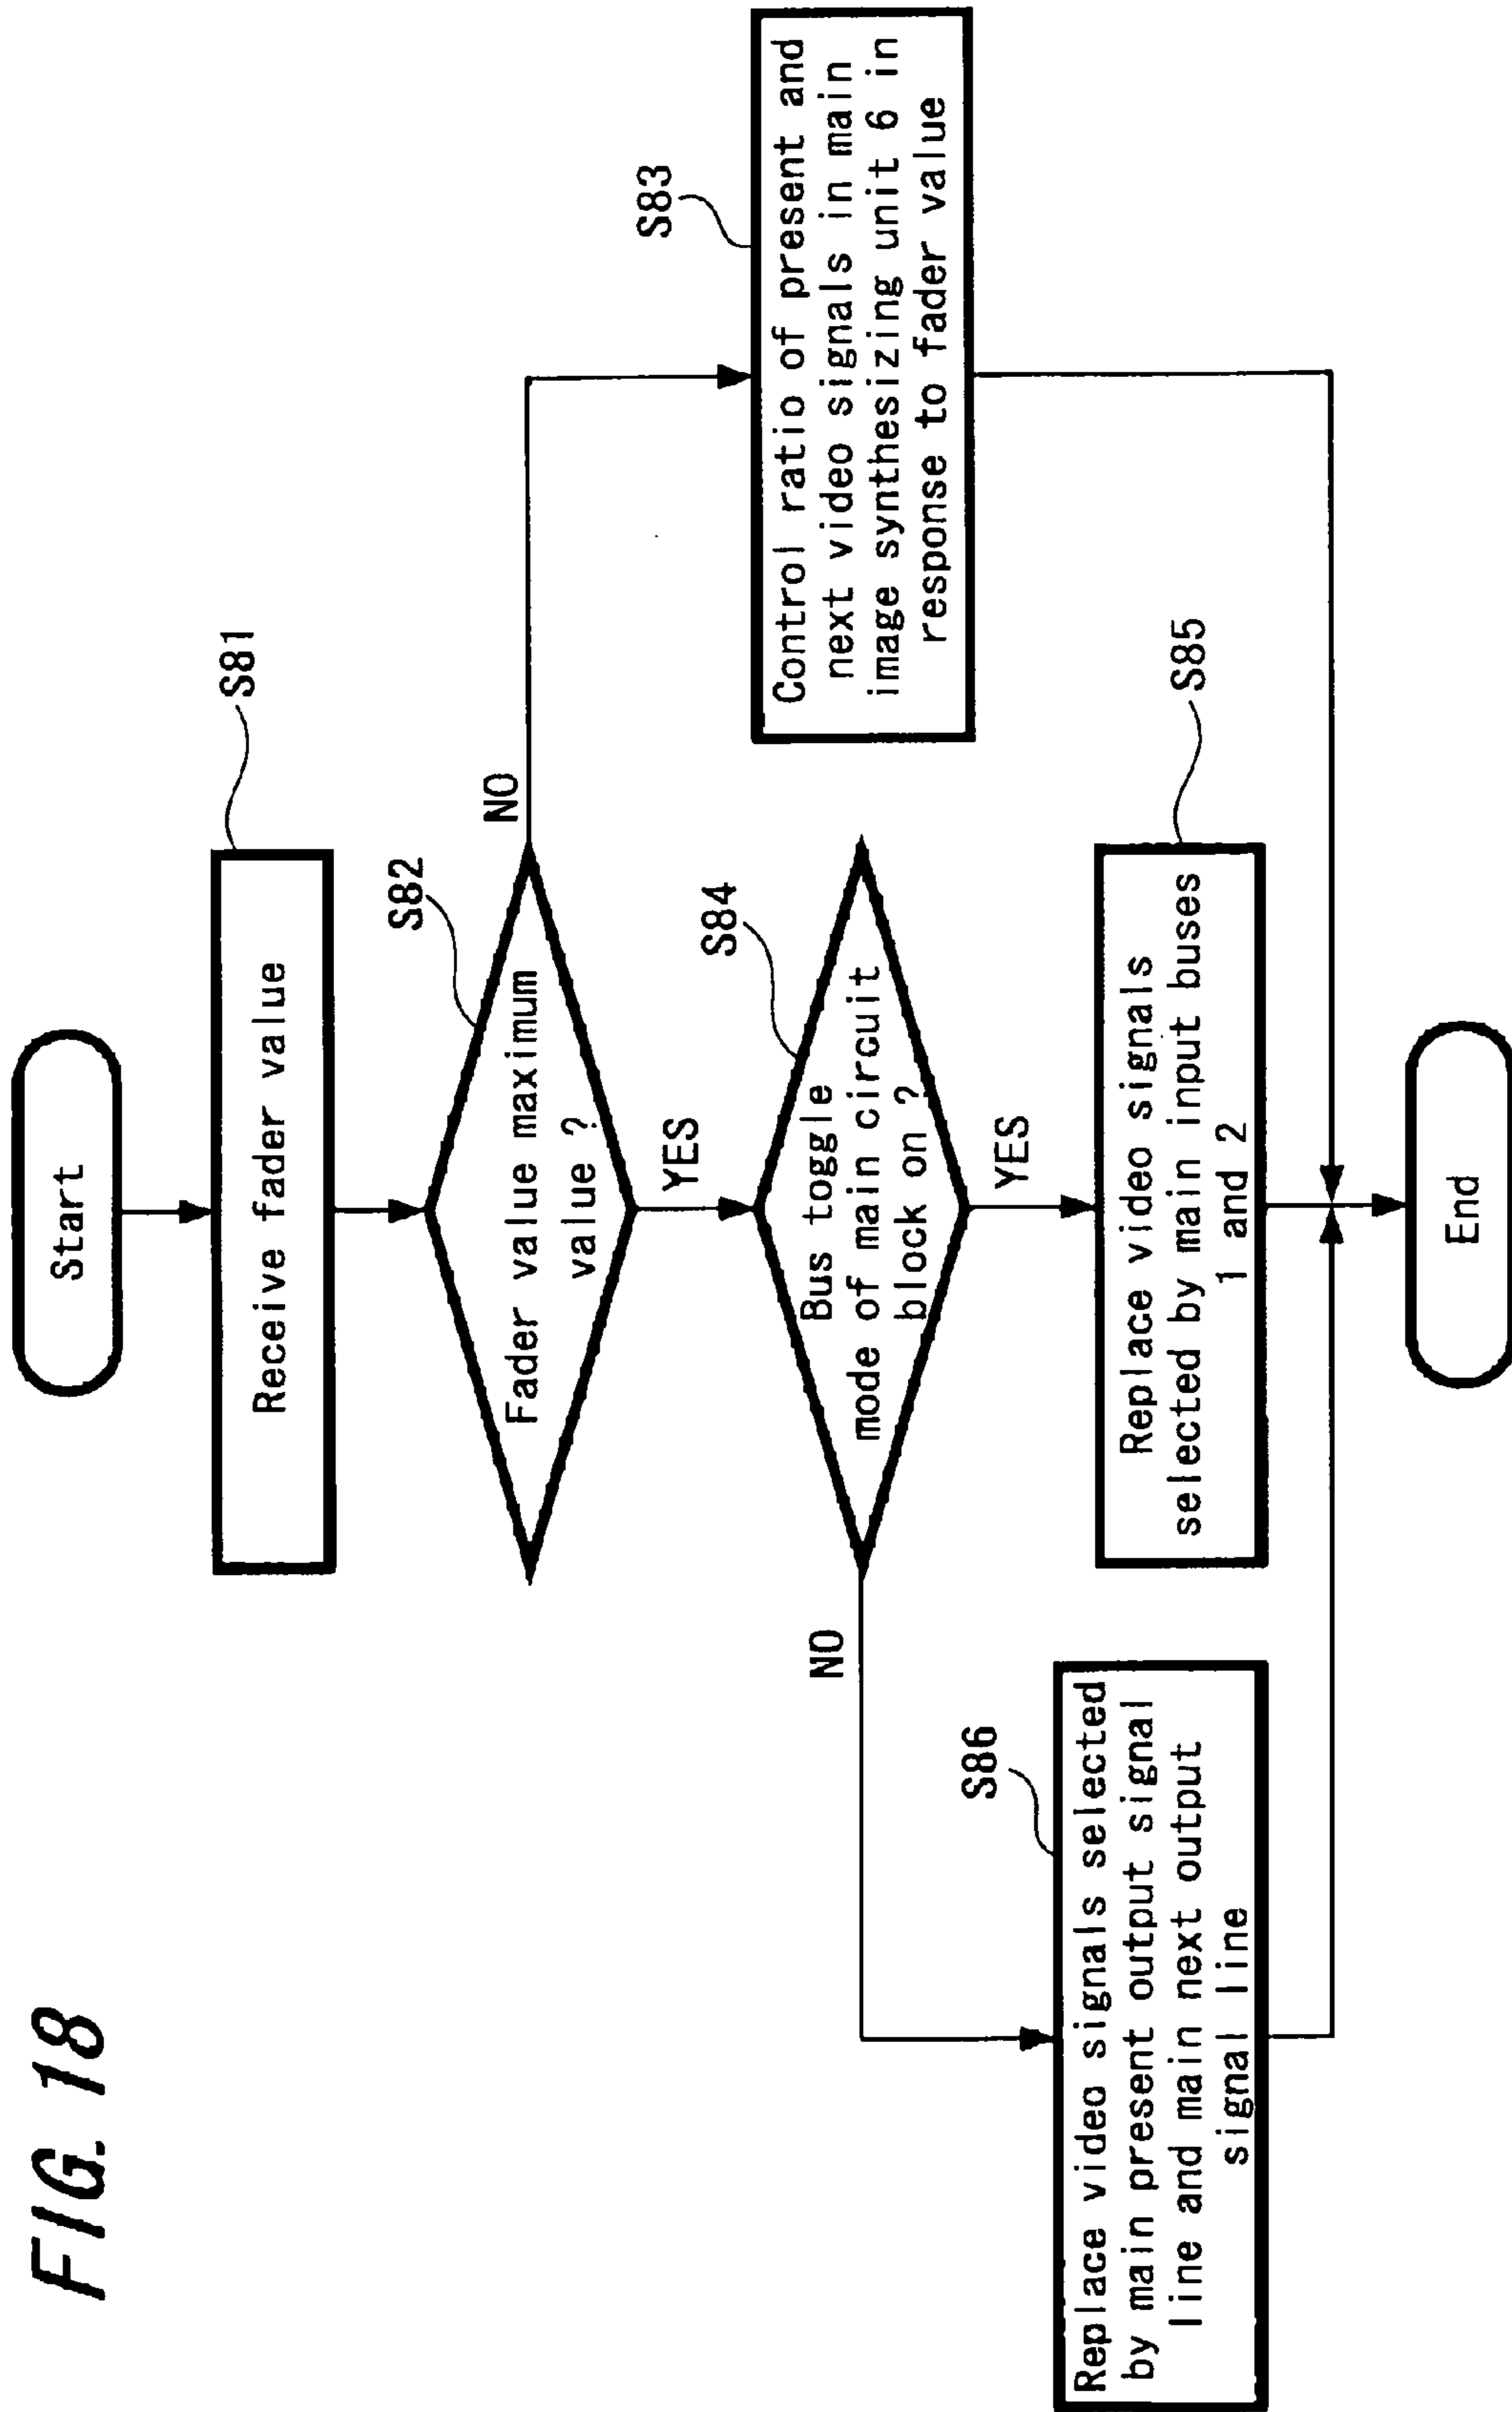 FIG. 18
Start
S81
Receive fader value
S82
Fader value maximum
value ?
NO
YES
S83
Control ratio of present and
next video signals in main
image synthesizing unit 6 in
response to fader value
S84
Bus toggle
mode of main circuit
block on ?
NO
YES
S86
Replace video signals selected
by main present output signal
line and main next output
signal line
S85
Replace video signals
selected by main input buses
1 and 2
End